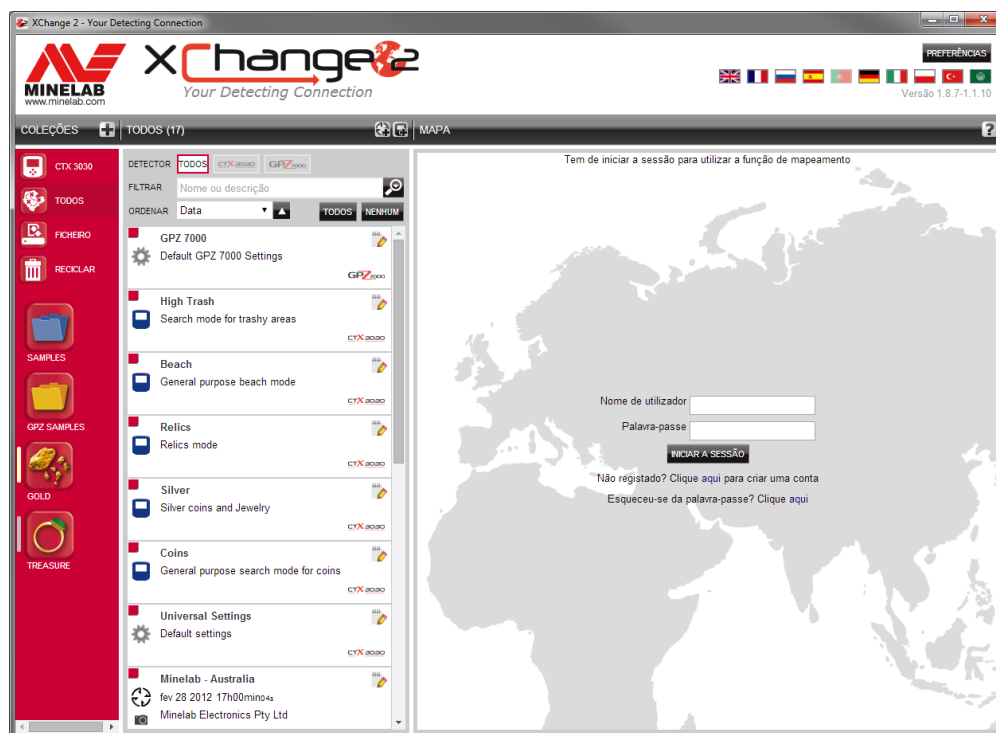 XChange 2 - Your Detecting Connection
MINELAB
www.minelab.com
XChange2
Your Detecting Connection
PREFERÊNCIAS
Versão 1.8.7-1.1.10
COLEÇÕES
TODOS (17)
MAPA
?
CTX 3030
TODOS
FICHEIRO
RECICLAR
SAMPLES
GPZ SAMPLES
GOLD
TREASURE
DETECTOR TODOS CTX 3030 GPZ 7000
FILTRAR Nome ou descrição
ORDENAR Data TODOS NENHUM
GPZ 7000
Default GPZ 7000 Settings
GPZ 7000
High Trash
Search mode for trashy areas
CTX 3030
Beach
General purpose beach mode
CTX 3030
Relics
Relics mode
CTX 3030
Silver
Silver coins and Jewelry
CTX 3030
Coins
General purpose search mode for coins
CTX 3030
Universal Settings
Default settings
CTX 3030
Minelab - Australia
fev 28 2012 17h00min04s
Minelab Electronics Pty Ltd
Tem de iniciar a sessão para utilizar a função de mapeamento
Nome de utilizador
Palavra-passe
INICIAR A SESSÃO
Não registado? Clique aqui para criar uma conta
Esqueceu-se da palavra-passe? Clique aqui